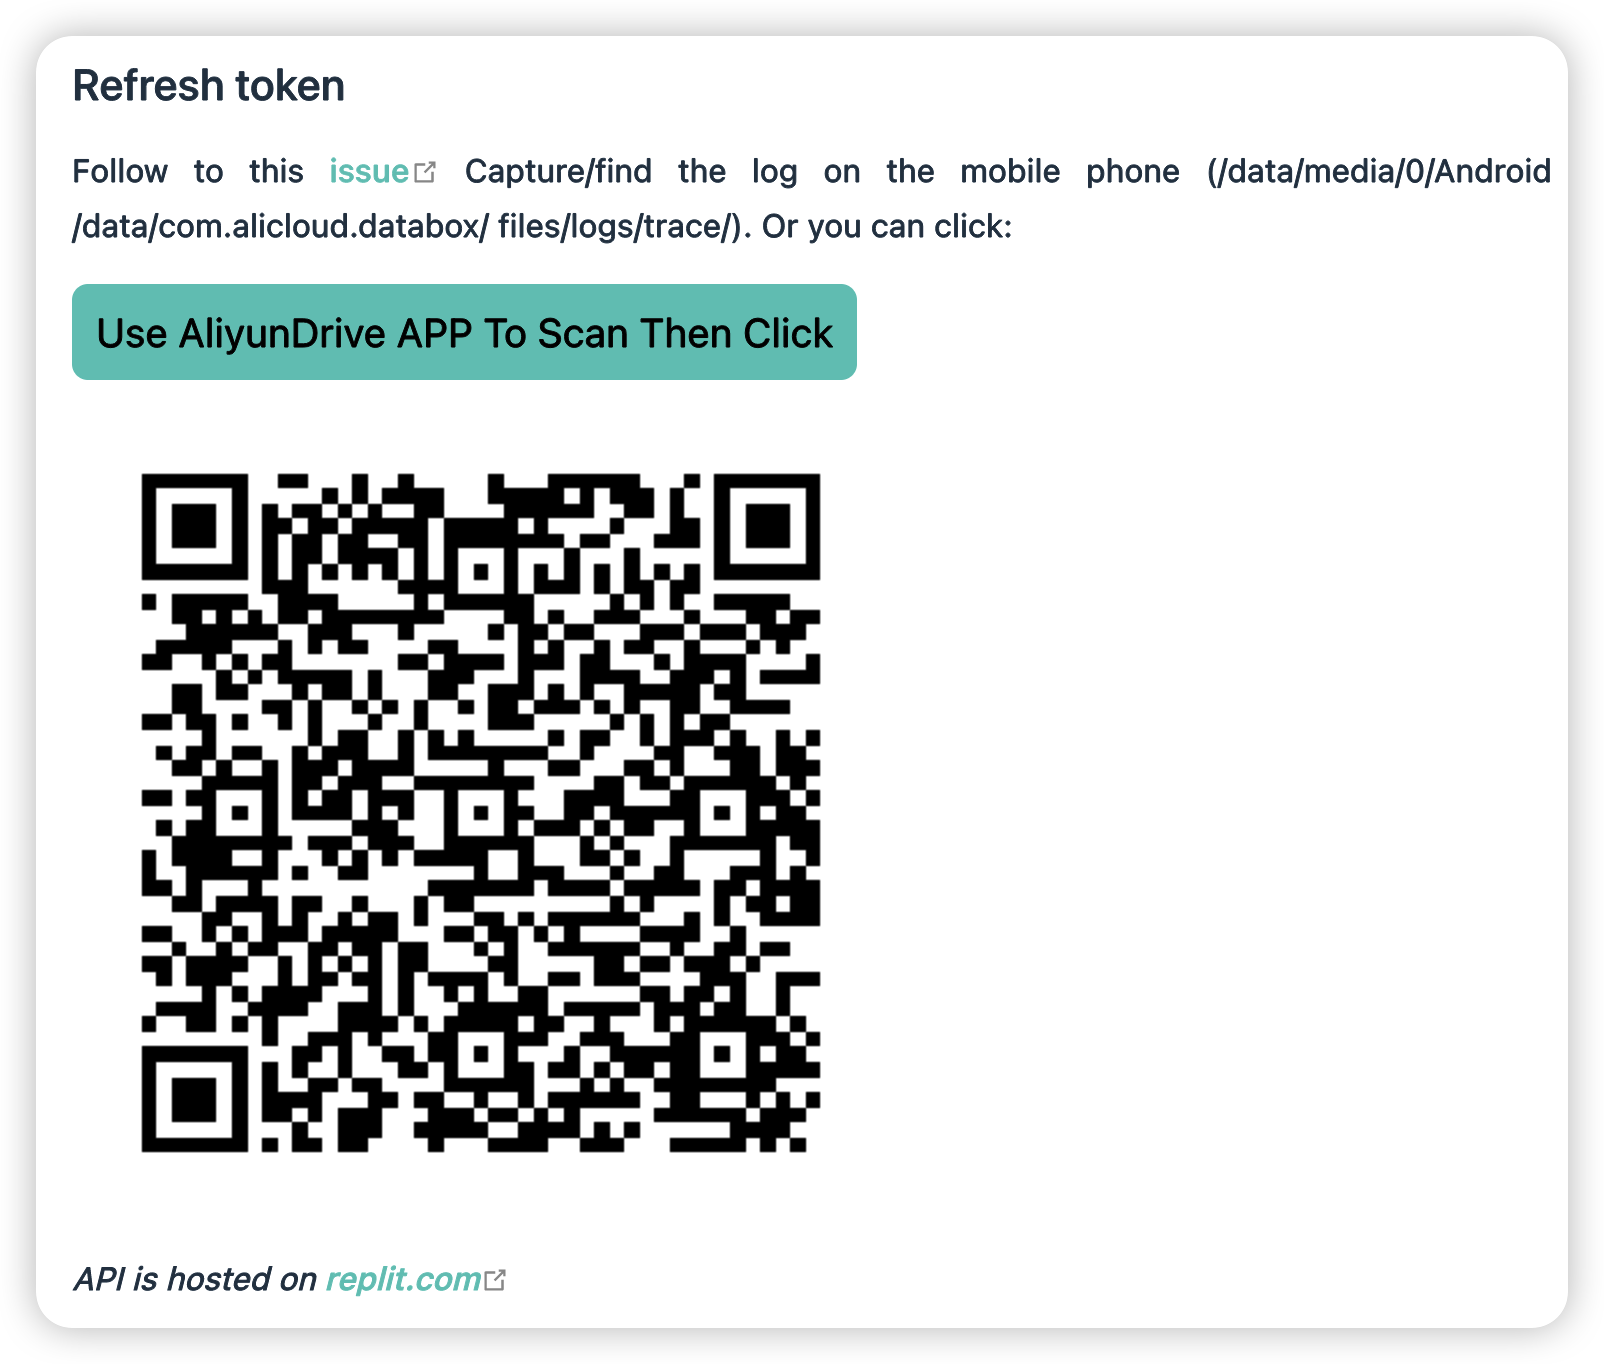 Refresh token
Follow to this issue Capture/find the log on the mobile phone (/data/media/0/Android
/data/com.alicloud.databox/ files/logs/trace/). Or you can click:
Use AliyunDrive APP To Scan Then Click
API is hosted on replit.com